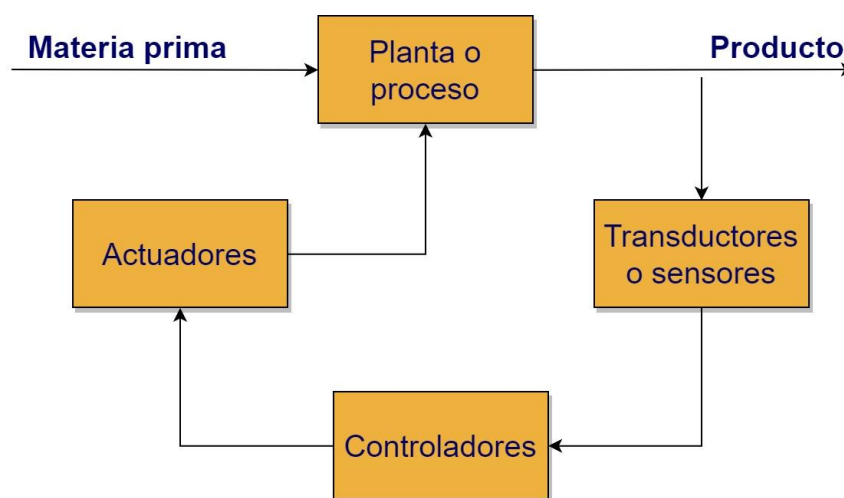 Materia prima
Planta o
proceso
Producto
Actuadores
Transductores
o sensores
Controladores